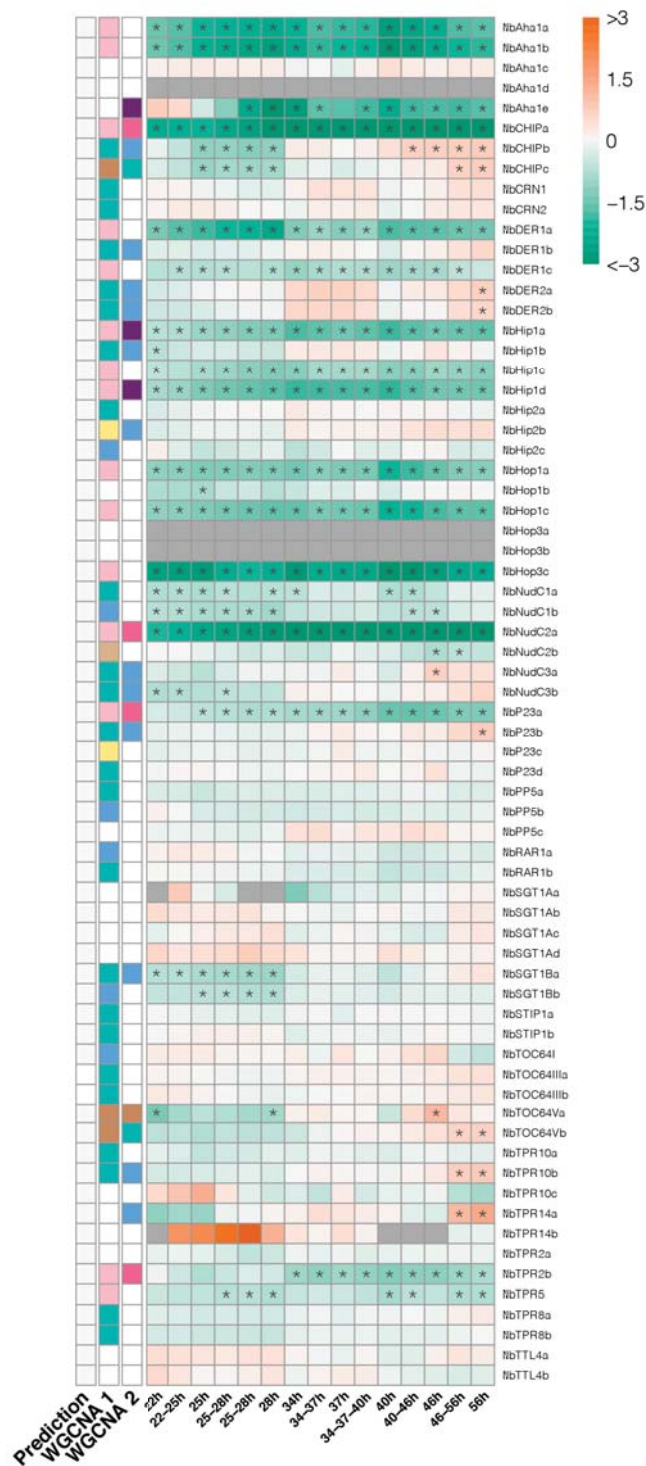 >3
1.5
0
−1.5
<−3
NbAha1a
NbAha1b
NbAha1c
NbAha1d
NbAha1e
NbCHIPa
NbCHIPb
NbCHIPc
NbCRN1
NbCRN2
NbDER1a
NbDER1b
NbDER1c
NbDER2a
NbDER2b
NbHip1a
NbHip1b
NbHip1c
NbHip1d
NbHip2a
NbHip2b
NbHip2c
NbHop1a
NbHop1b
NbHop1c
NbHop3a
NbHop3b
NbHop3c
NbNudC1a
NbNudC1b
NbNudC2a
NbNudC2b
NbNudC3a
NbNudC3b
NbP23a
NbP23b
NbP23c
NbP23d
NbPP5a
NbPP5b
NbPP5c
NbRAR1a
NbRAR1b
NbSGT1Aa
NbSGT1Ab
NbSGT1Ac
NbSGT1Ad
NbSGT1Ba
NbSGT1Bb
NbSTIP1a
NbSTIP1b
NbTOC64I
NbTOC64IIIa
NbTOC64IIIb
NbTOC64Va
NbTOC64Vb
NbTPR10a
NbTPR10b
NbTPR10c
NbTPR14a
NbTPR14b
NbTPR2a
NbTPR2b
NbTPR5
NbTPR8a
NbTPR8b
NbTTL4a
NbTTL4b
Prediction
WGCNA 1
WGCNA 2
22h
22−25h
25h
25−28h
25−28h
28h
34h
34−37h
37h
34−37−40h
40h
40−46h
46h
46−56h
56h